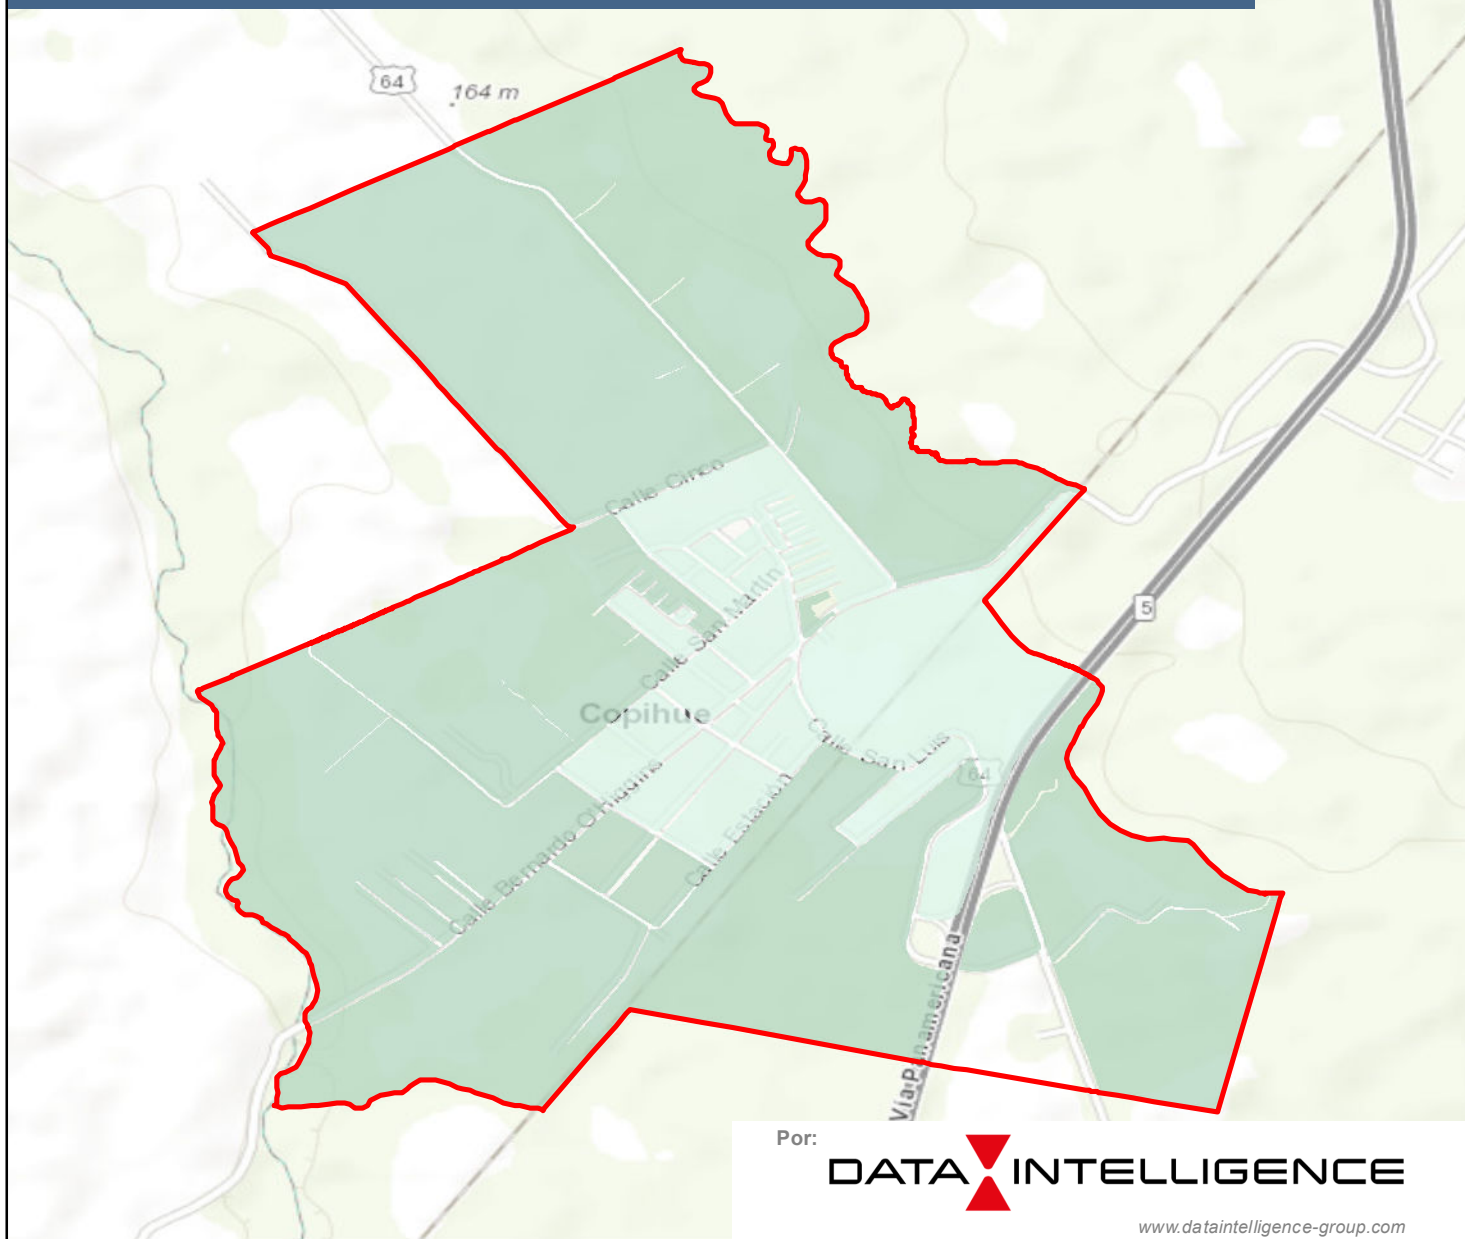 64
164 m
Calle Cinco
Calle San Martín
5
Copihue
Calle San Luis
64
Calle Bernardo O'Higgins
Calle Estación
Vía Panamericana
Por:
DATA INTELLIGENCE
www.dataintelligence-group.com